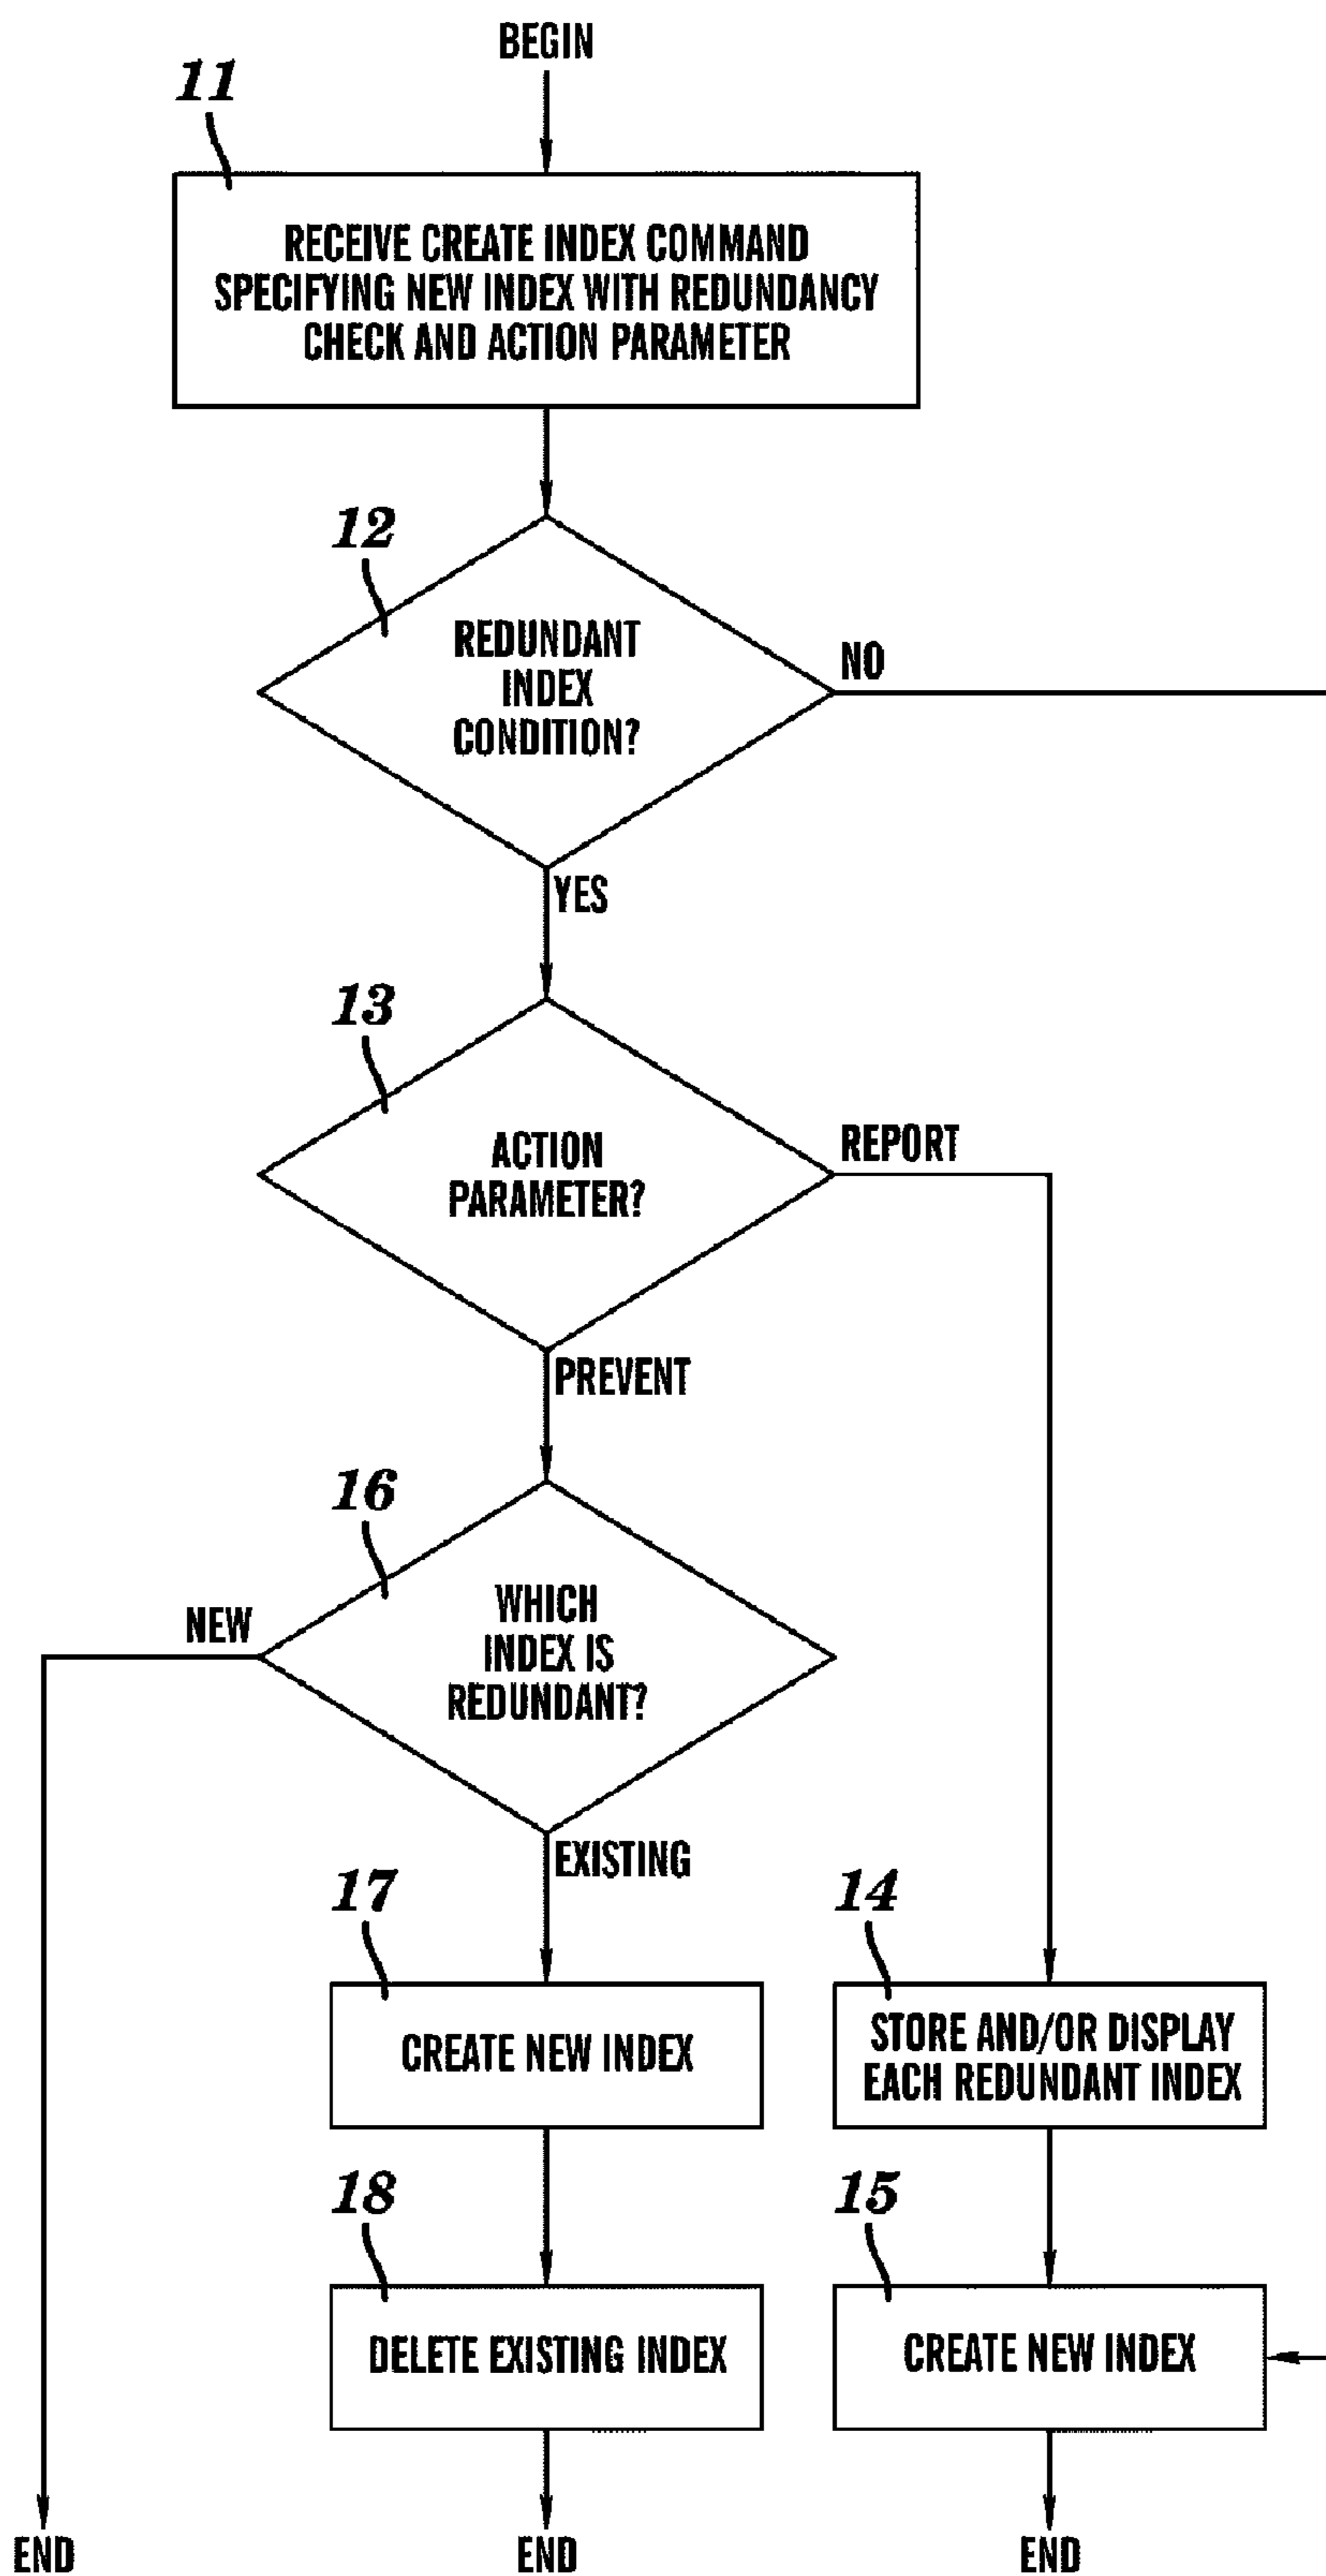 BEGIN
11
RECEIVE CREATE INDEX COMMAND
SPECIFYING NEW INDEX WITH REDUNDANCY
CHECK AND ACTION PARAMETER
12
REDUNDANT
INDEX
CONDITION?
NO
YES
13
ACTION
PARAMETER?
REPORT
PREVENT
16
WHICH
INDEX IS
REDUNDANT?
NEW
EXISTING
17
CREATE NEW INDEX
14
STORE AND/OR DISPLAY
EACH REDUNDANT INDEX
18
DELETE EXISTING INDEX
15
CREATE NEW INDEX
END
END
END